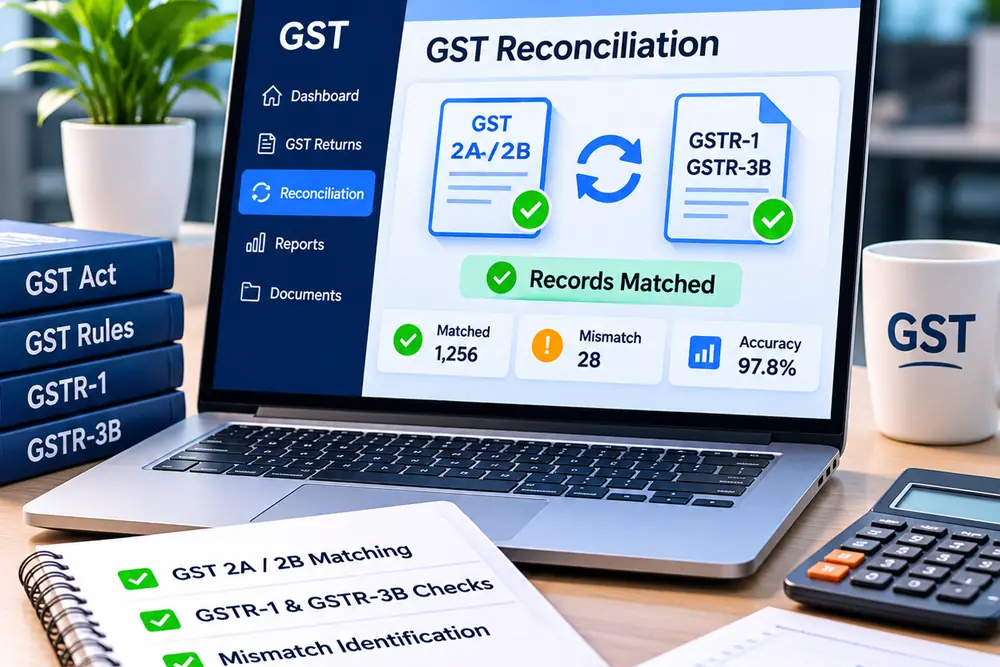 GST
Dashboard
GST Returns
Reconciliation
Reports
Documents
GST Reconciliation
GST
2A / 2B
GSTR-1
GSTR-3B
Records Matched
Matched
1,256
Mismatch
28
Accuracy
97.8%
GST Act
GST Rules
GSTR-1
GSTR-3B
GST
GST 2A / 2B Matching
GSTR-1 & GSTR-3B Checks
Mismatch Identification